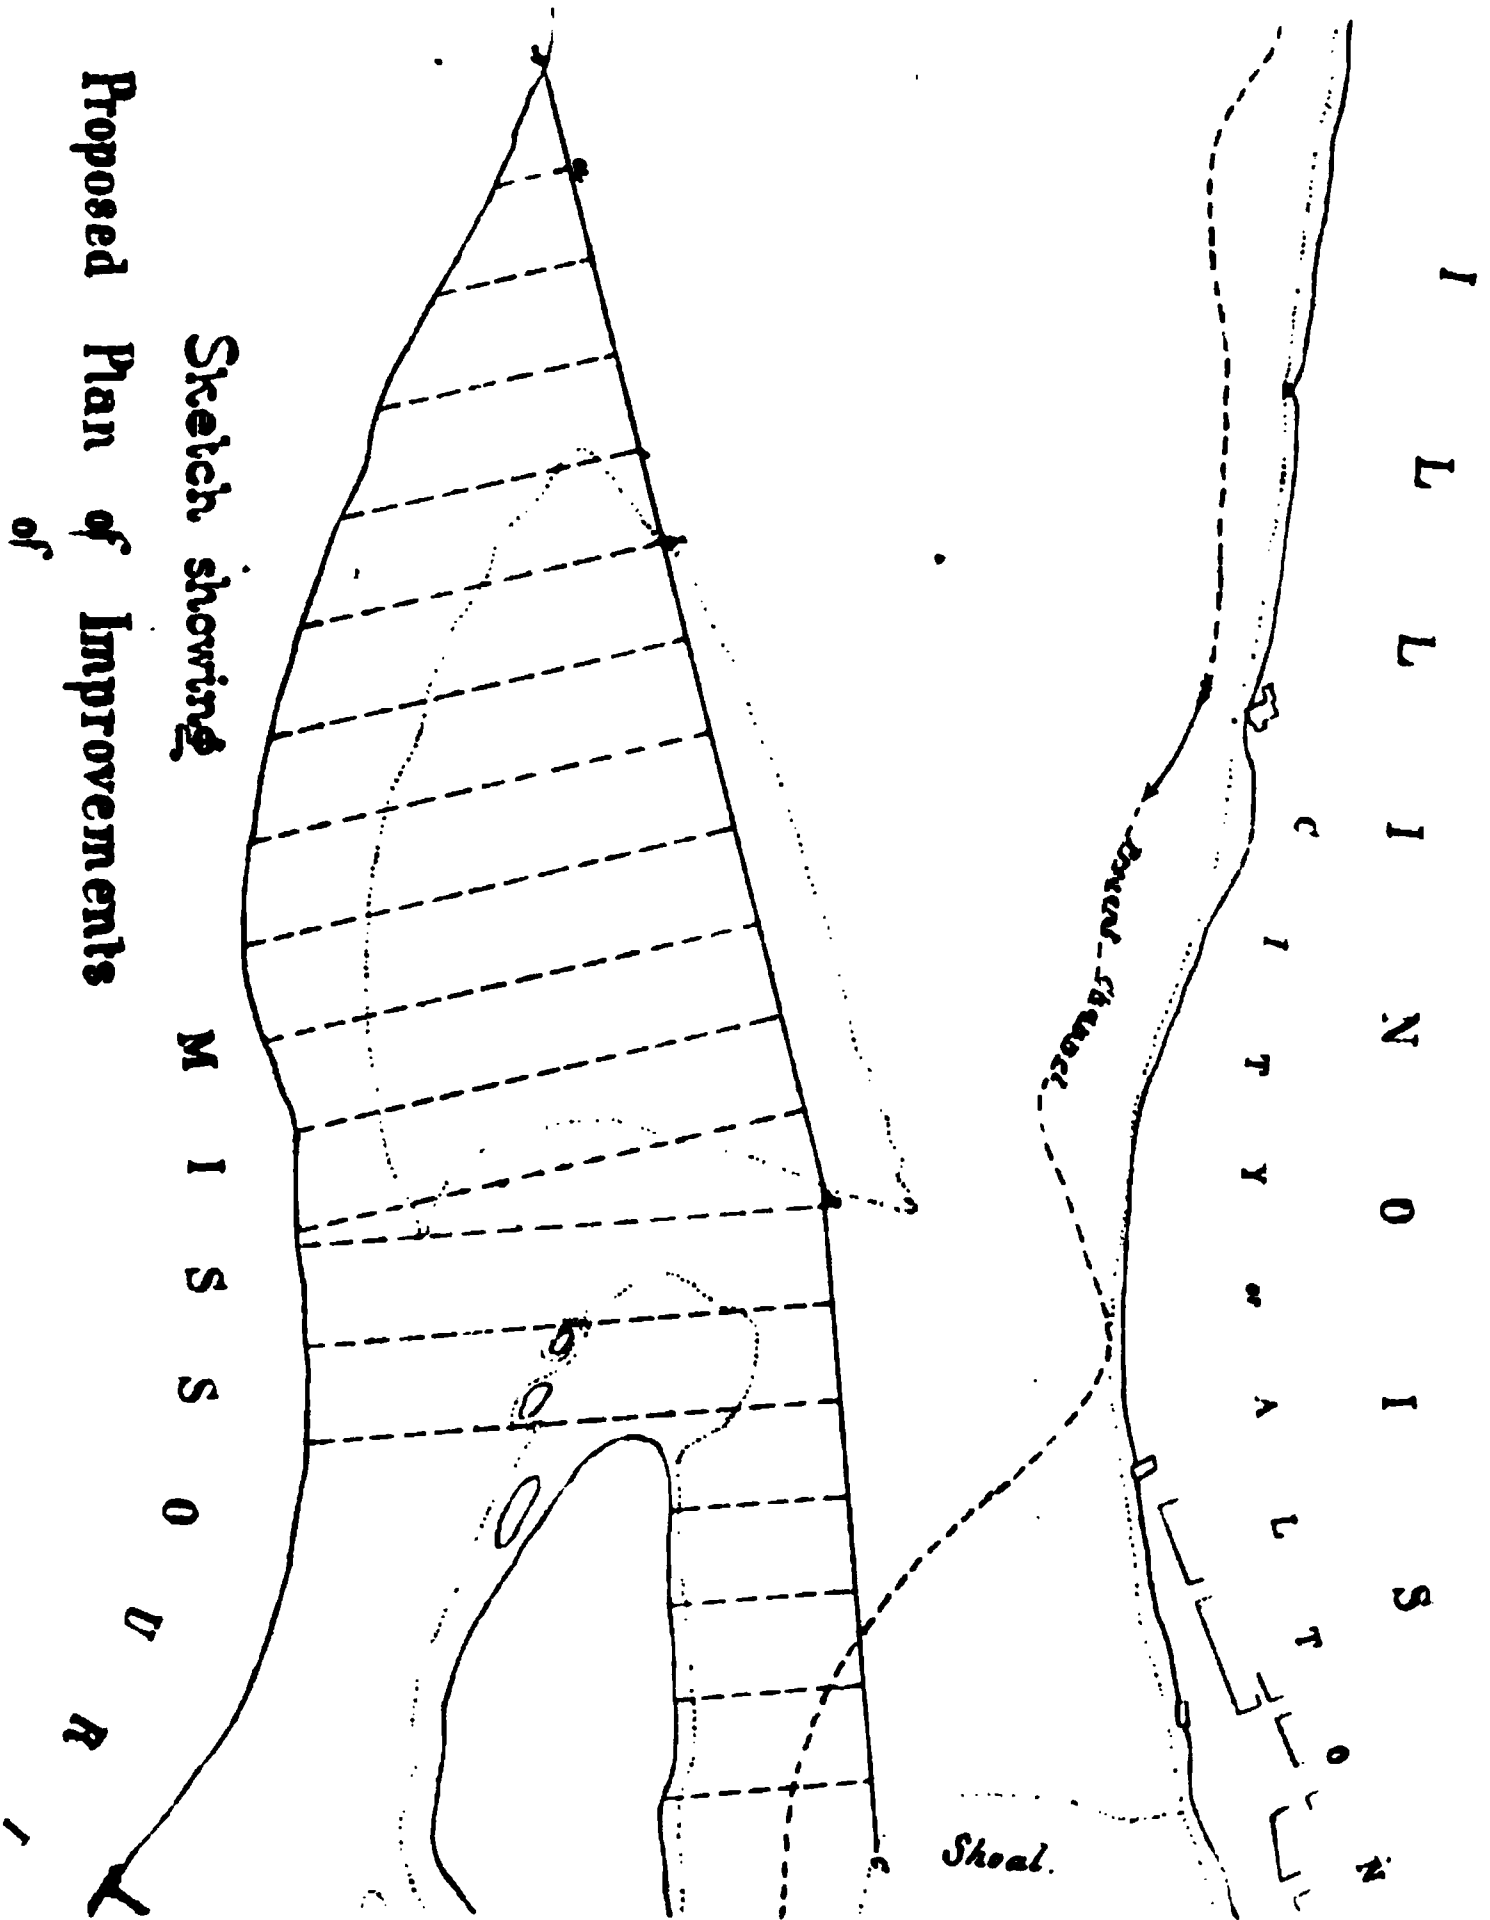 ILLINOIS
CITY OF ALTON
Present Channel
Shoal.
c
MISSOURI
Sketch showing
Proposed Plan of Improvements
of